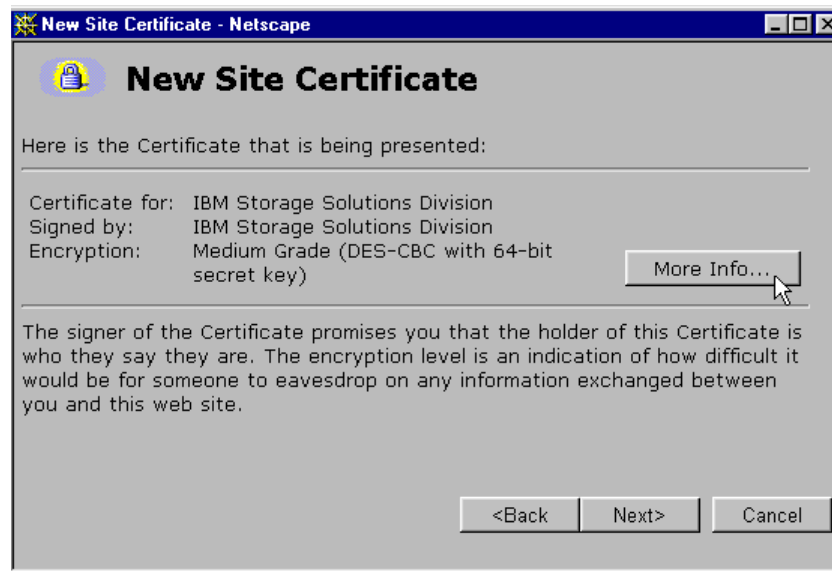 New Site Certificate - Netscape
New Site Certificate
Here is the Certificate that is being presented:
Certificate for: IBM Storage Solutions Division
Signed by: IBM Storage Solutions Division
Encryption: Medium Grade (DES-CBC with 64-bit
secret key)
More Info...
The signer of the Certificate promises you that the holder of this Certificate is
who they say they are. The encryption level is an indication of how difficult it
would be for someone to eavesdrop on any information exchanged between
you and this web site.
<Back Next> Cancel